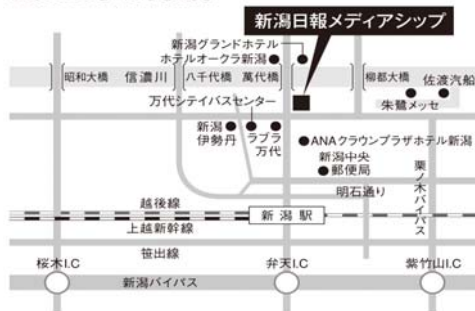 新潟日報メディアシップ
新潟グランドホテル
ホテルオークラ新潟
昭和大橋
信濃川
八千代橋
萬代橋
柳都大橋
佐渡汽船
朱鷺メッセ
万代シテイバスセンター
新潟
伊勢丹
ラブラ
万代
ANAクラウンプラザホテル新潟
新潟中央
郵便局
明石通り
栗ノ木バイパス
越後線
上越新幹線
新潟駅
笹出線
桜木I.C
弁天I.C
紫竹山I.C
新潟バイパス